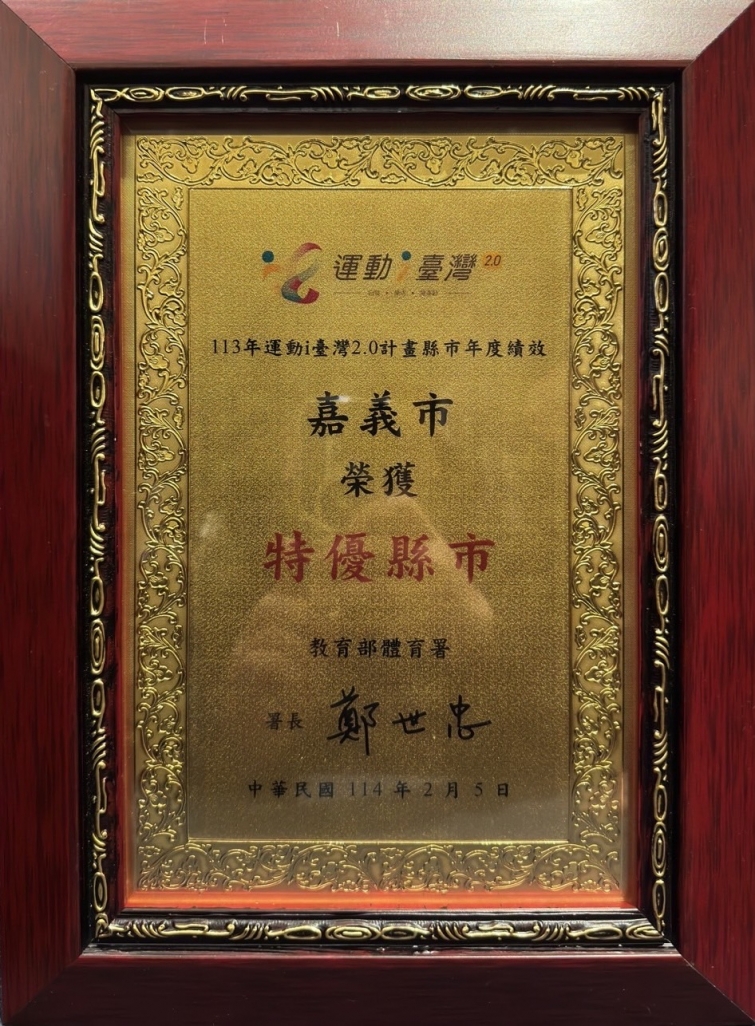 運動i臺灣2.0
113年運動i臺灣2.0計畫縣市年度績效
嘉義市
榮獲
特優縣市
教育部體育署
署長 鄭世忠
中華民國 114 年 2 月 5 日